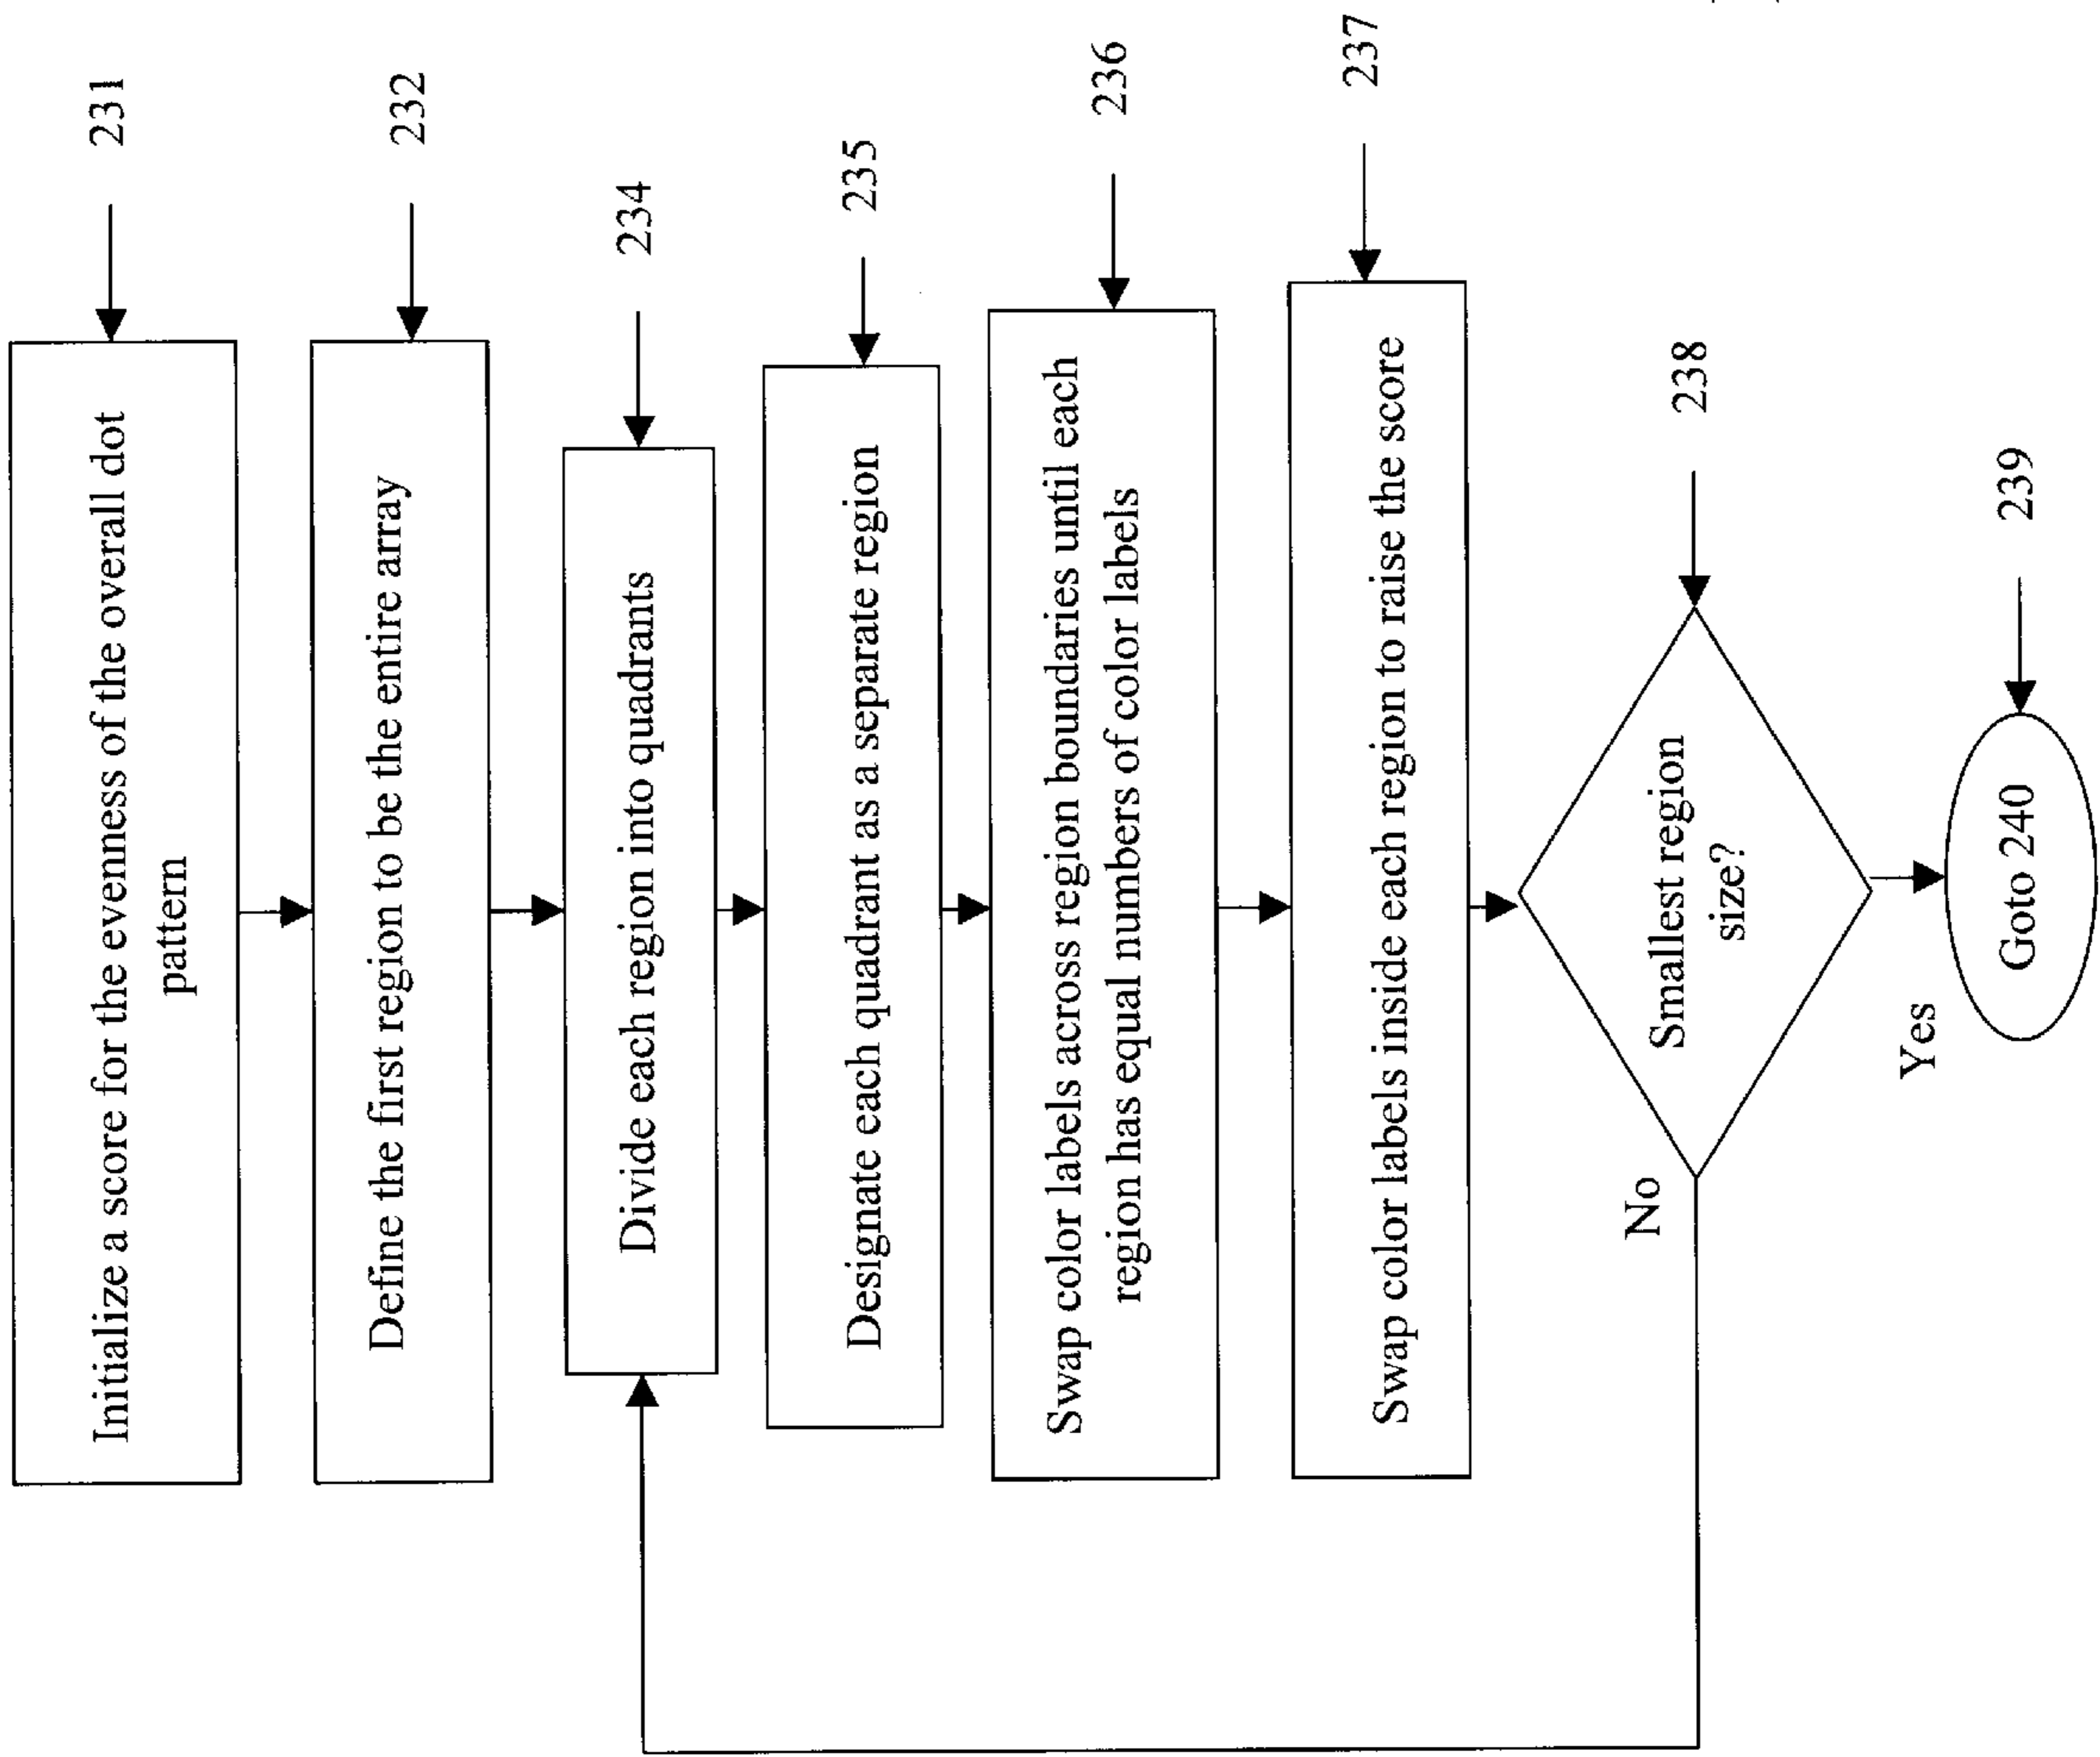 Initialize a score for the evenness of the overall dot
pattern
231
Define the first region to be the entire array
232
Divide each region into quadrants
234
Designate each quadrant as a separate region
235
Swap color labels across region boundaries until each
region has equal numbers of color labels
236
Swap color labels inside each region to raise the score
237
Smallest region
size?
238
No
Yes
Goto 240
239